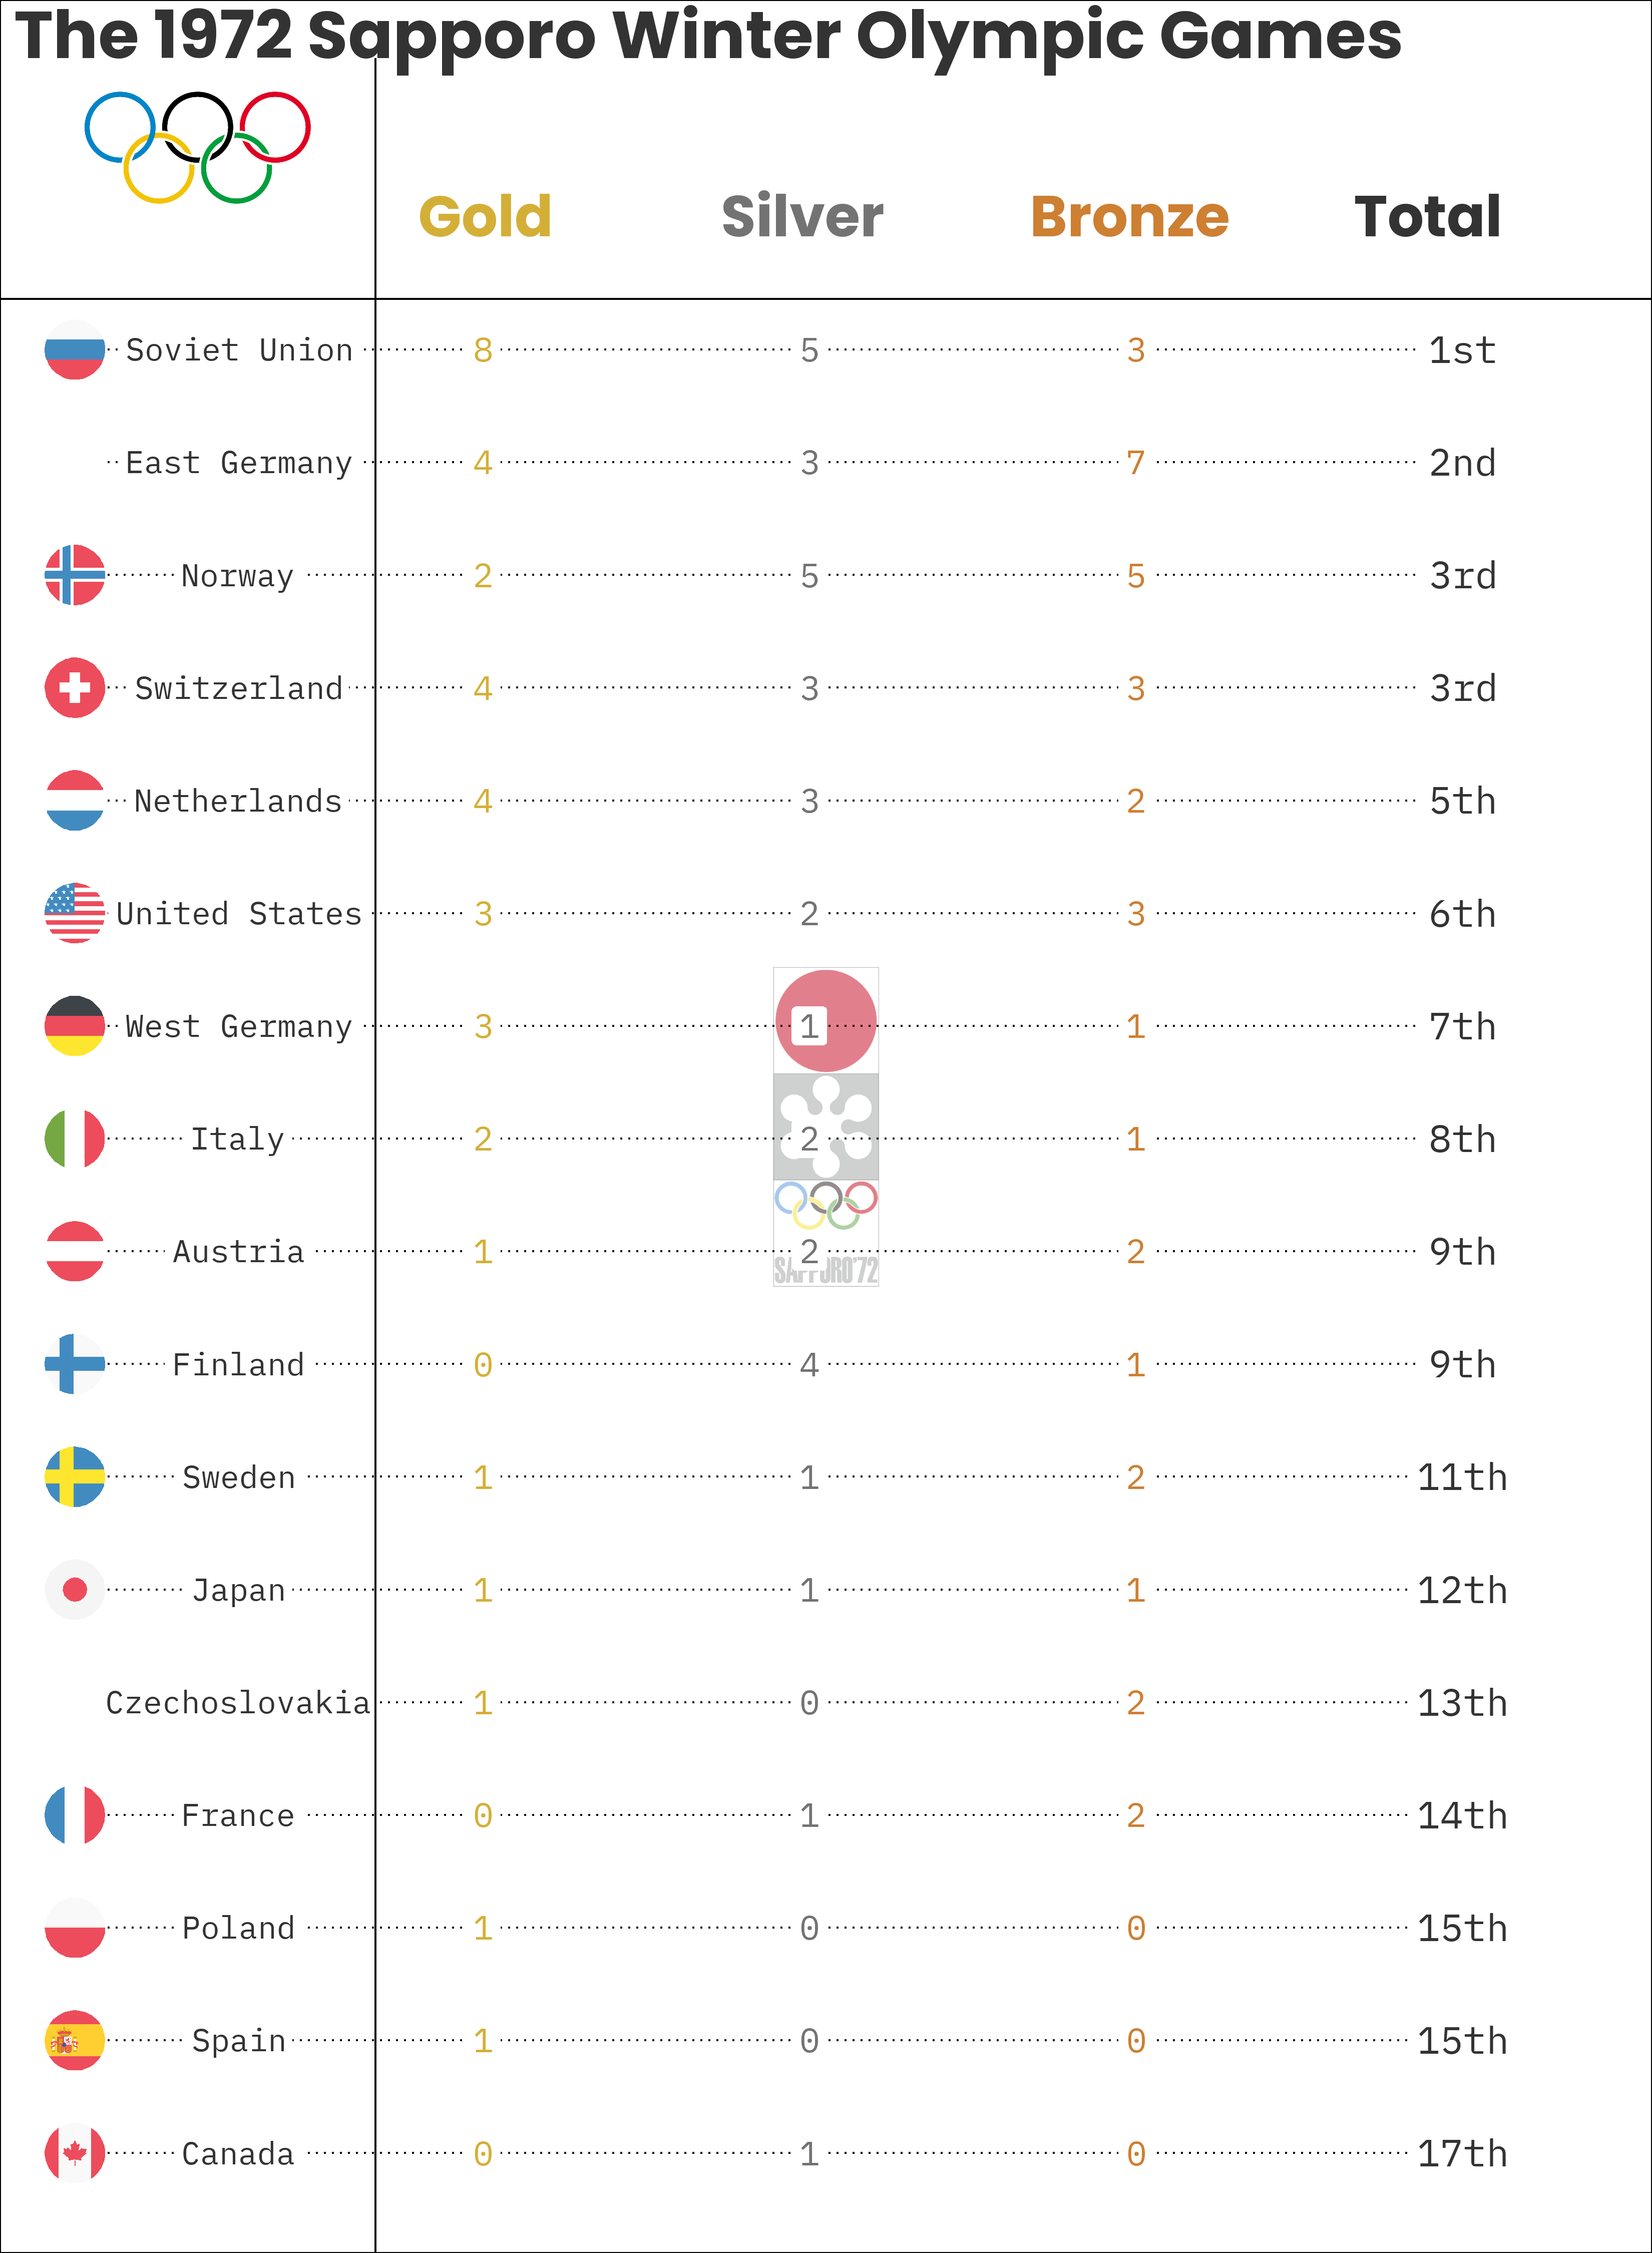 The 1972 Sapporo Winter Olympic Games
Gold Silver Bronze Total
Soviet Union 8 5 3 1st
East Germany 4 3 7 2nd
Norway 2 5 5 3rd
Switzerland 4 3 3 3rd
Netherlands 4 3 2 5th
United States 3 2 3 6th
West Germany 3 1 1 7th
Italy 2 2 1 8th
Austria 1 2 2 9th
Finland 0 4 1 9th
Sweden 1 1 2 11th
Japan 1 1 1 12th
Czechoslovakia 1 0 2 13th
France 0 1 2 14th
Poland 1 0 0 15th
Spain 1 0 0 15th
Canada 0 1 0 17th